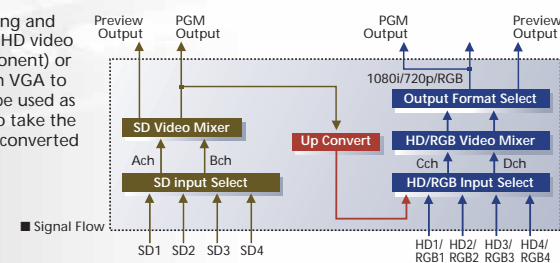 ing and
HD video
ponent) or
n VGA to
be used as
o take the
converted
Preview
Output
PGM
Output
PGM
Output
Preview
Output
1080i/720p/RGB
Output Format Select
SD Video Mixer
Up Convert
HD/RGB Video Mixer
Ach
Bch
Cch
Dch
SD input Select
HD/RGB Input Select
■ Signal Flow
SD1
SD2
SD3
SD4
HD1/
RGB1
HD2/
RGB2
HD3/
RGB3
HD4/
RGB4